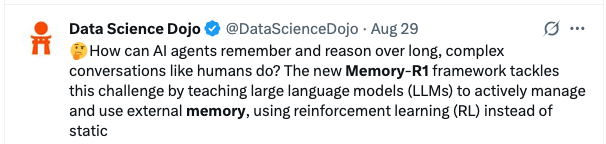 Data Science Dojo @DataScienceDojo · Aug 29
🤔How can AI agents remember and reason over long, complex
conversations like humans do? The new Memory-R1 framework tackles
this challenge by teaching large language models (LLMs) to actively manage
and use external memory, using reinforcement learning (RL) instead of
static